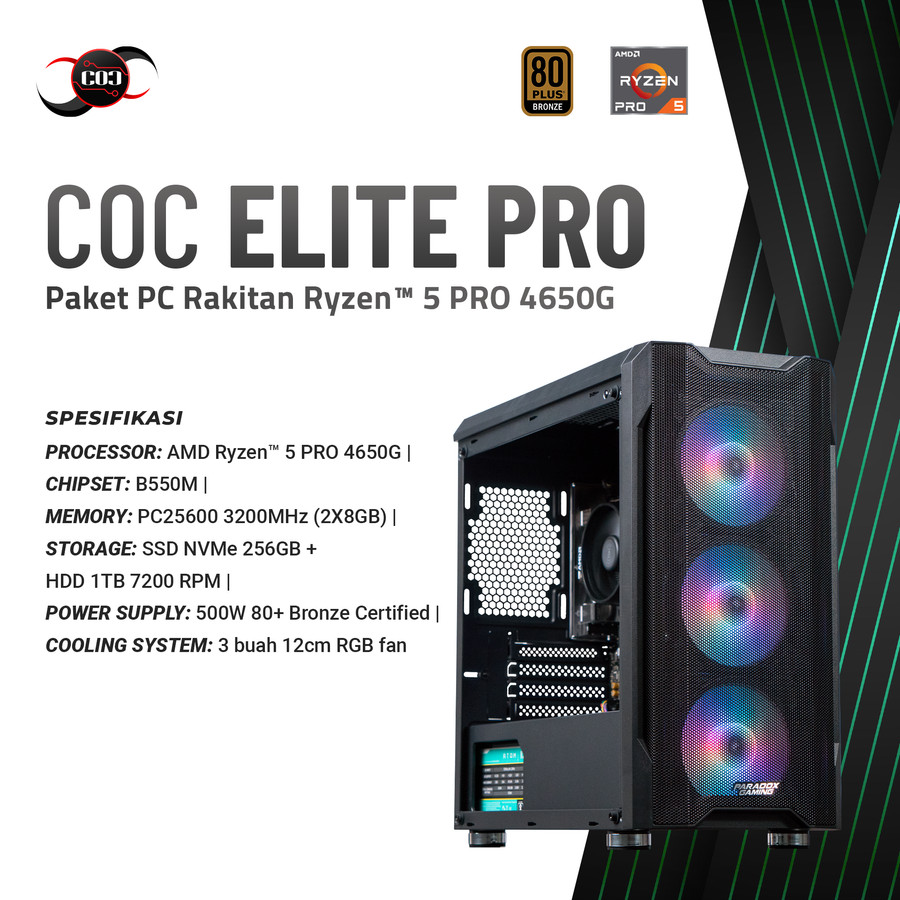 COC
80
PLUS
BRONZE
AMD
RYZEN
PRO 5
COC ELITE PRO
Paket PC Rakitan Ryzen™ 5 PRO 4650G
SPESIFIKASI
PROCESSOR: AMD Ryzen™ 5 PRO 4650G |
CHIPSET: B550M |
MEMORY: PC25600 3200MHz (2X8GB) |
STORAGE: SSD NVMe 256GB +
HDD 1TB 7200 RPM |
POWER SUPPLY: 500W 80+ Bronze Certified |
COOLING SYSTEM: 3 buah 12cm RGB fan
PARADOX
GAMING